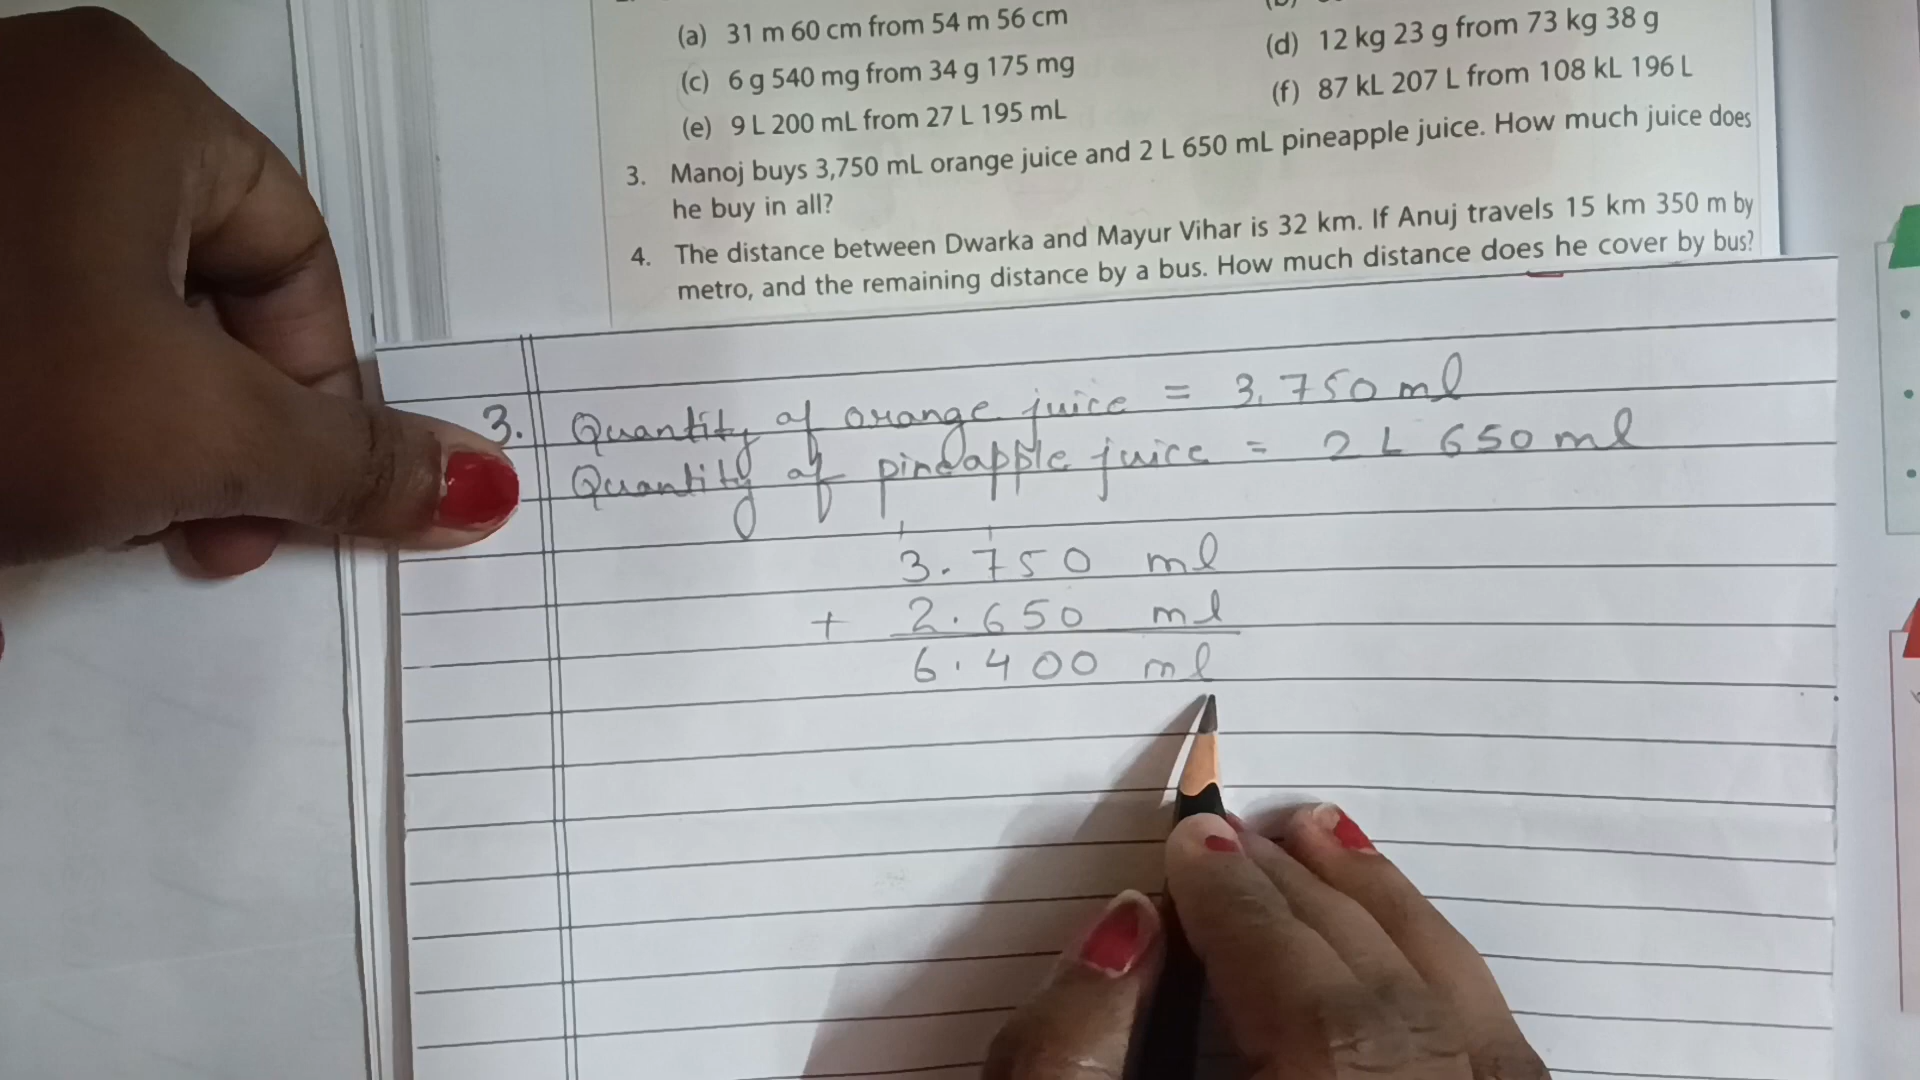 (a) 31 m 60 cm from 54 m 56 cm
(c) 6 g 540 mg from 34 g 175 mg
(e) 9 L 200 mL from 27 L 195 mL
(d) 12 kg 23 g from 73 kg 38 g
(f) 87 kL 207 L from 108 kL 196 L
3. Manoj buys 3,750 mL orange juice and 2 L 650 mL pineapple juice. How much juice does
he buy in all?
4. The distance between Dwarka and Mayur Vihar is 32 km. If Anuj travels 15 km 350 m by
metro, and the remaining distance by a bus. How much distance does he cover by bus?
3. Quantity of orange juice = 3,750 ml
Quantity of pineapple juice = 2 L 650 ml
1 1
3.750 ml
+ 2.650 ml
6.400 ml